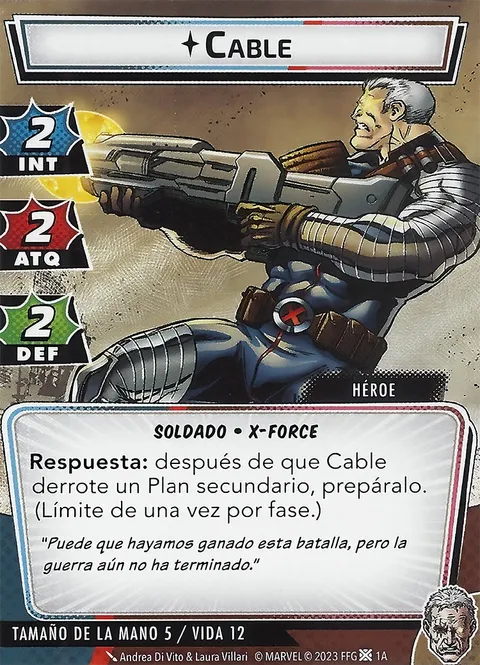 CABLE
2
INT
2
ATQ
2
DEF
HÉROE
SOLDADO • X-FORCE
Respuesta: después de que Cable
derrote un Plan secundario, prepáralo.
(Límite de una vez por fase.)
"Puede que hayamos ganado esta batalla, pero la
guerra aún no ha terminado."
TAMAÑO DE LA MANO 5 / VIDA 12
Andrea Di Vito & Laura Villari © MARVEL © 2023 FFG 1A